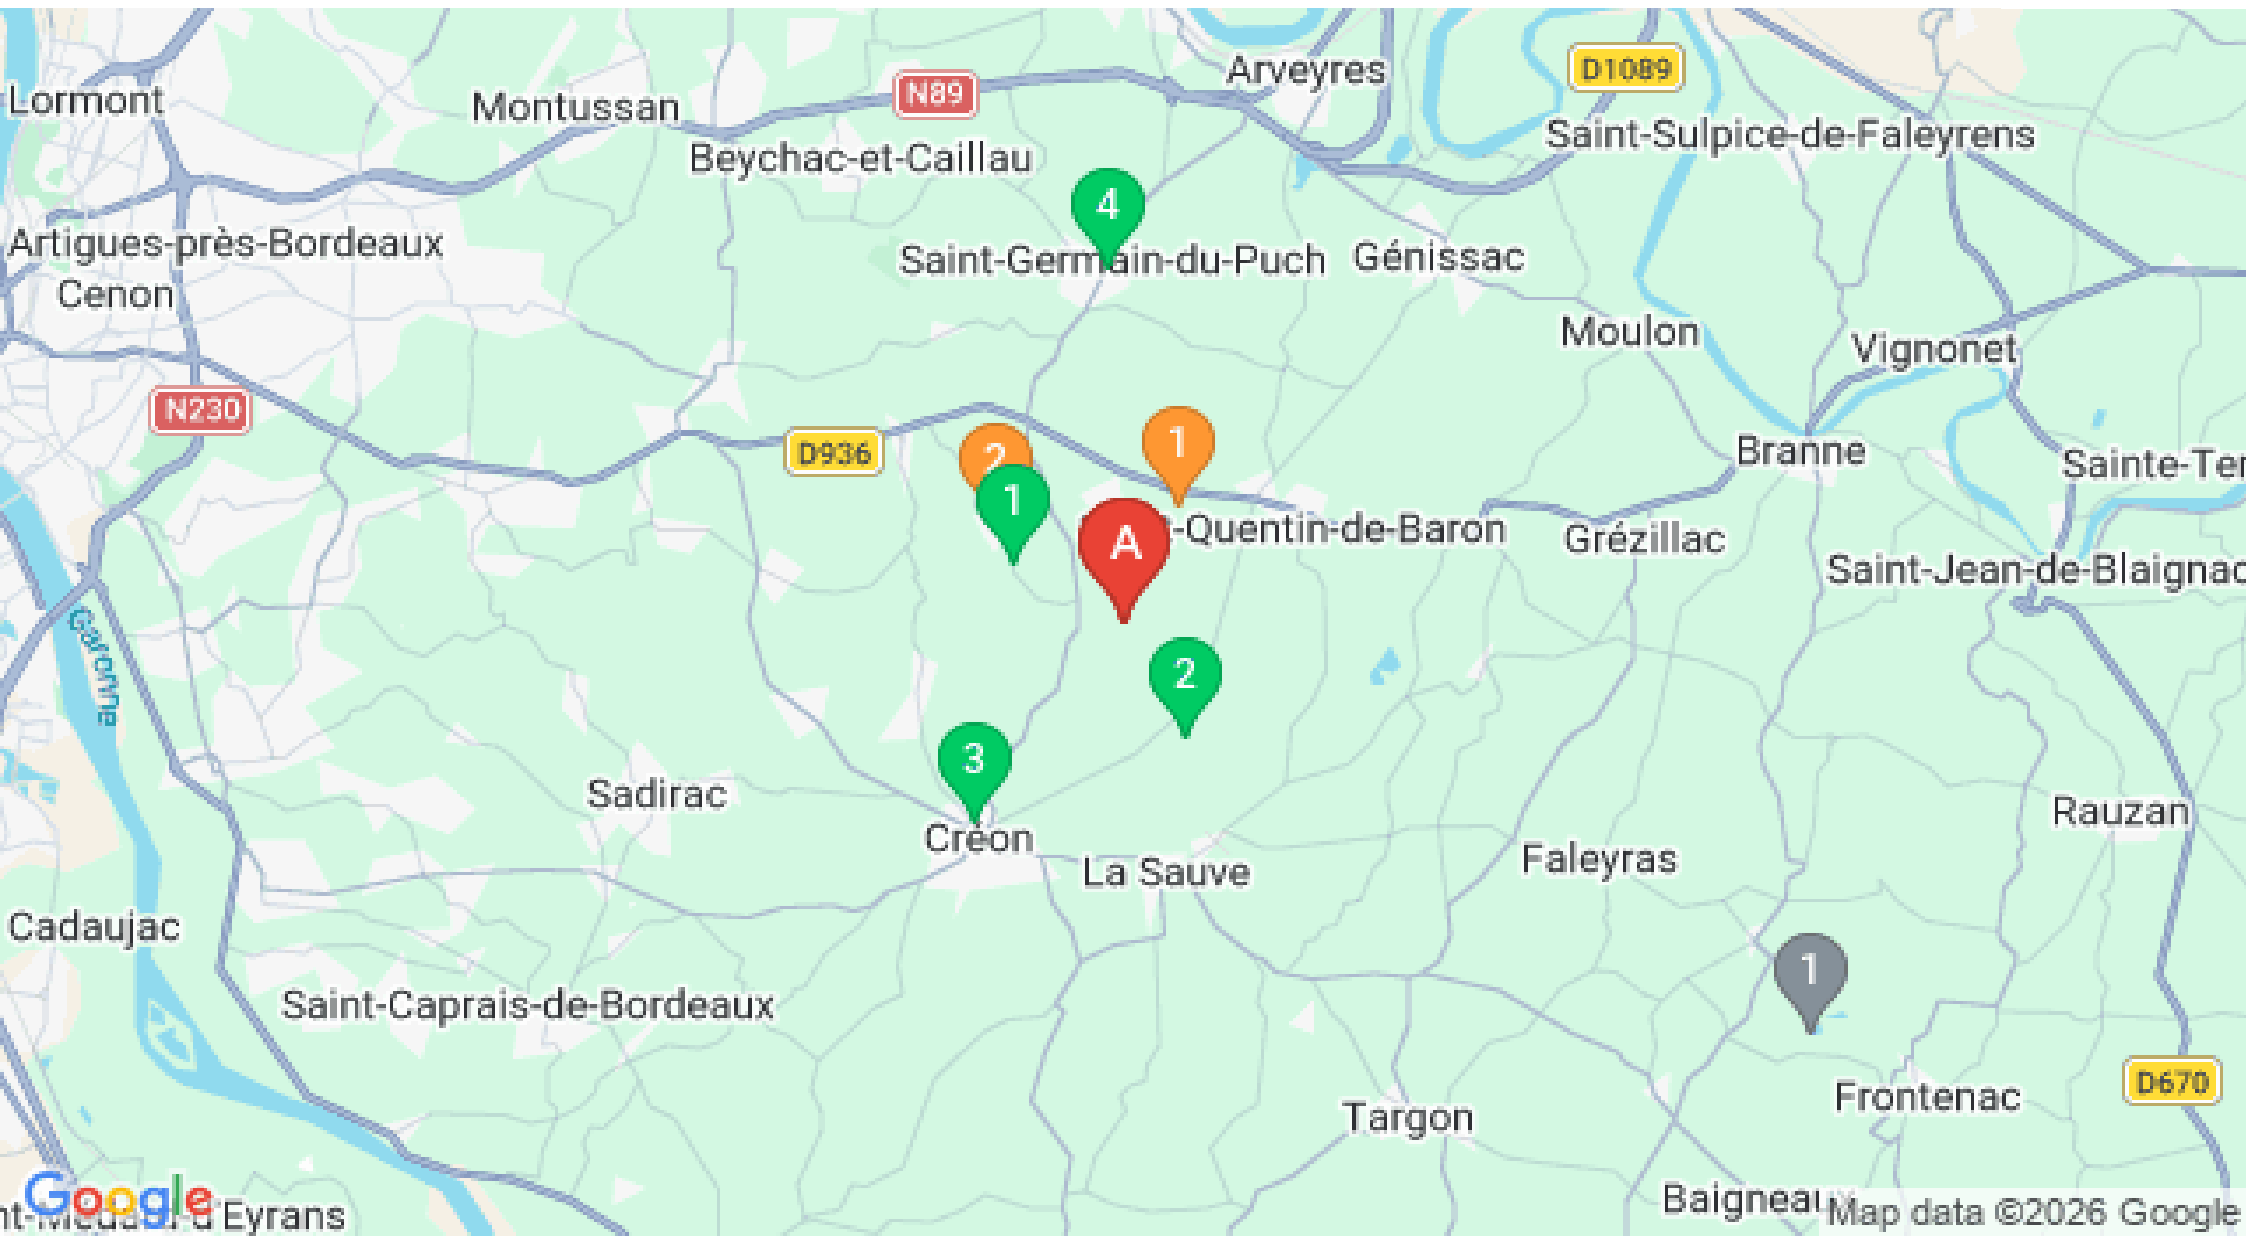 Arveyres
D1089
Lormont
N89
Montussan
Saint-Sulpice-de-Faleyrens
Beychac-et-Caillau
4
Artigues-près-Bordeaux
Saint-Germain-du-Puch
Génissac
Cenon
Moulon
Vignonet
N230
D936
2
1
Branne
Sainte-Ter
1
A
-Quentin-de-Baron
Grézillac
Saint-Jean-de-Blaignac
Garonne
2
3
Sadirac
Créon
Rauzan
La Sauve
Faleyras
Cadaujac
1
Saint-Caprais-de-Bordeaux
D670
Frontenac
Targon
Google
d'Eyrans
Baigneaux
Map data ©2026 Google